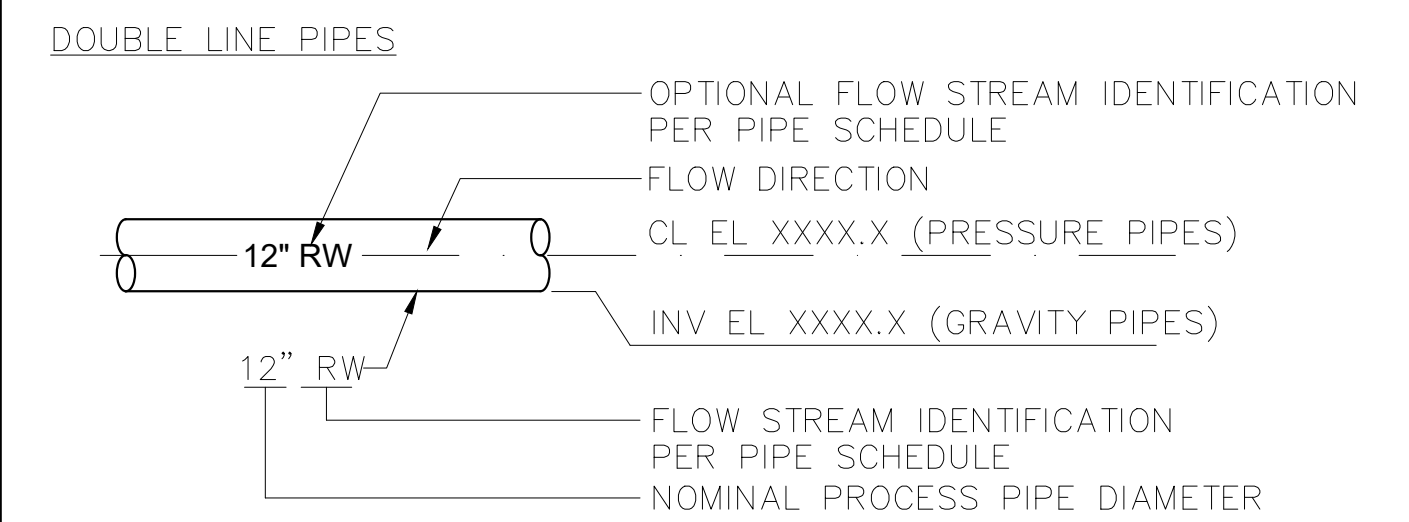 DOUBLE LINE PIPES
OPTIONAL FLOW STREAM IDENTIFICATION
PER PIPE SCHEDULE
FLOW DIRECTION
12" RW
CL EL XXXX.X (PRESSURE PIPES)
INV EL XXXX.X (GRAVITY PIPES)
12” RW
FLOW STREAM IDENTIFICATION
PER PIPE SCHEDULE
NOMINAL PROCESS PIPE DIAMETER